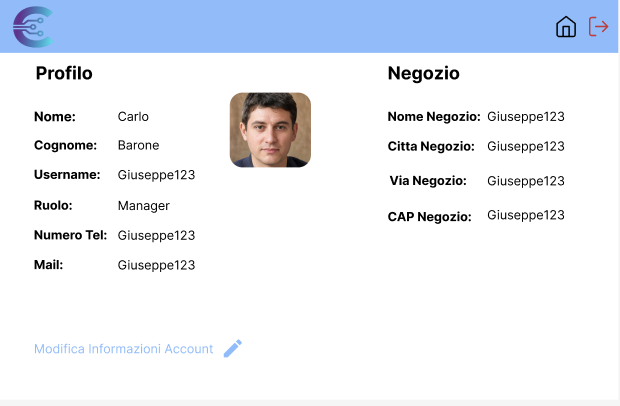 Profilo
Nome: Carlo
Cognome: Barone
Username: Giuseppe123
Ruolo: Manager
Numero Tel: Giuseppe123
Mail: Giuseppe123
Modifica Informazioni Account
Negozio
Nome Negozio: Giuseppe123
Citta Negozio: Giuseppe123
Via Negozio: Giuseppe123
CAP Negozio: Giuseppe123